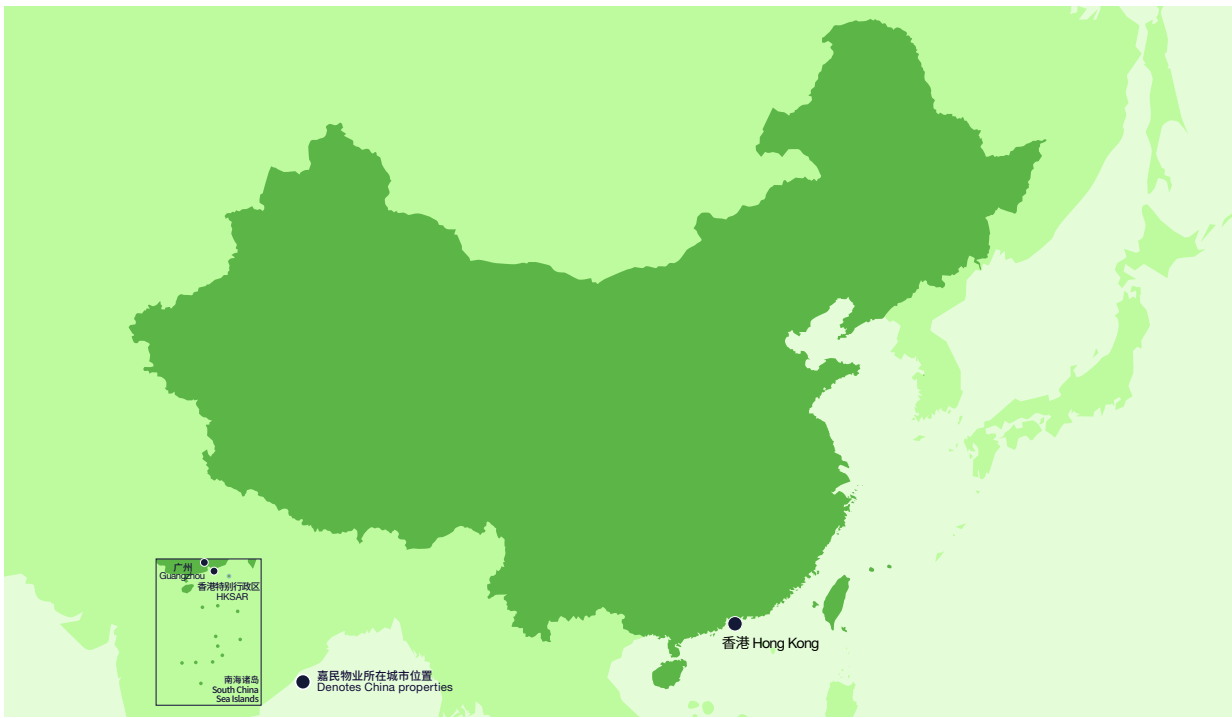 广州
Guangzhou
香港特别行政区
HKSAR
南海诸岛
South China
Sea Islands
嘉民物业所在城市位置
Denotes China properties
香港 Hong Kong